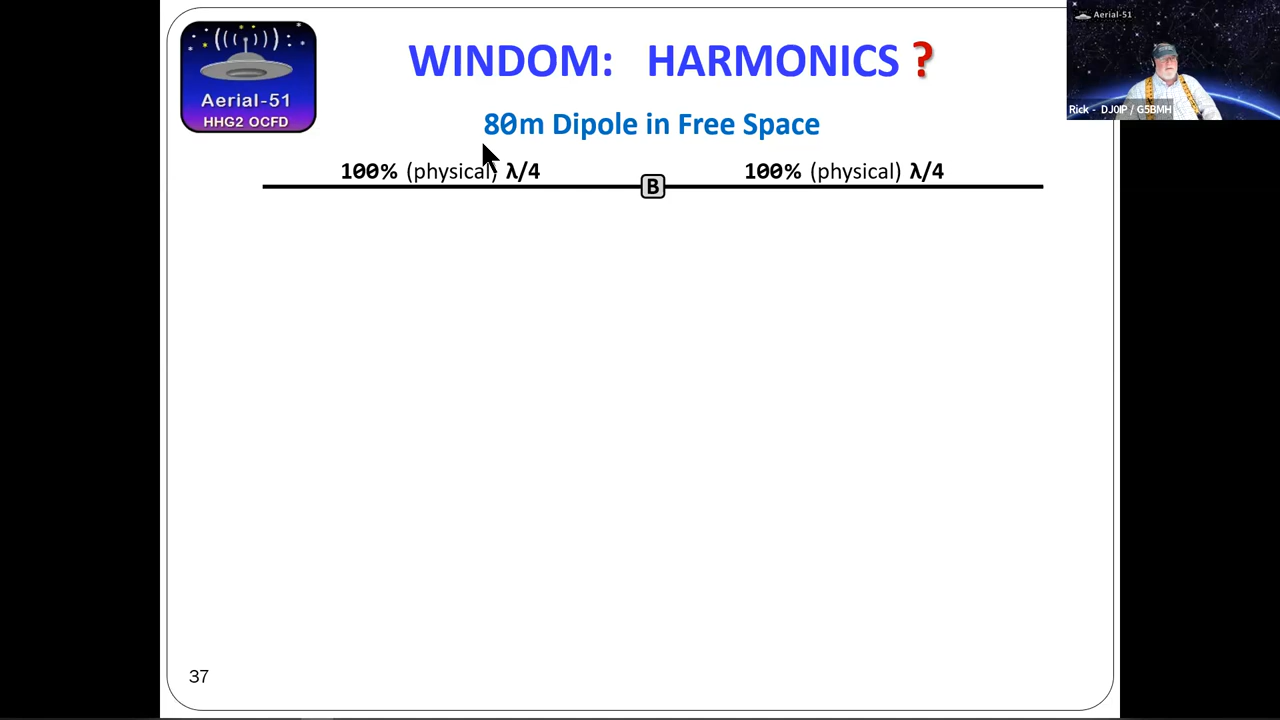 WINDOM: HARMONICS ?
Aerial-51
HHG2 OCFD
Aerial-51
Rick - DJ0IP / G5BMH
80m Dipole in Free Space
100% (physical) λ/4
100% (physical) λ/4
B
37